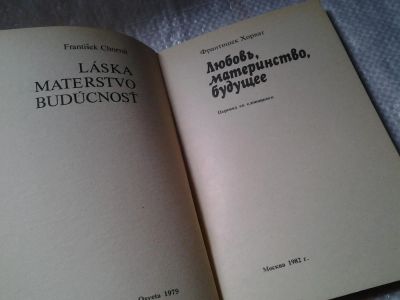 František Chorvát
LÁSKA
MATERSTVO
BUDÚCNOSŤ
Osveta 1979
Франтишек Хорват
Любовь,
материнство,
будущее
Перевод со словацкого
Москва 1982 г.